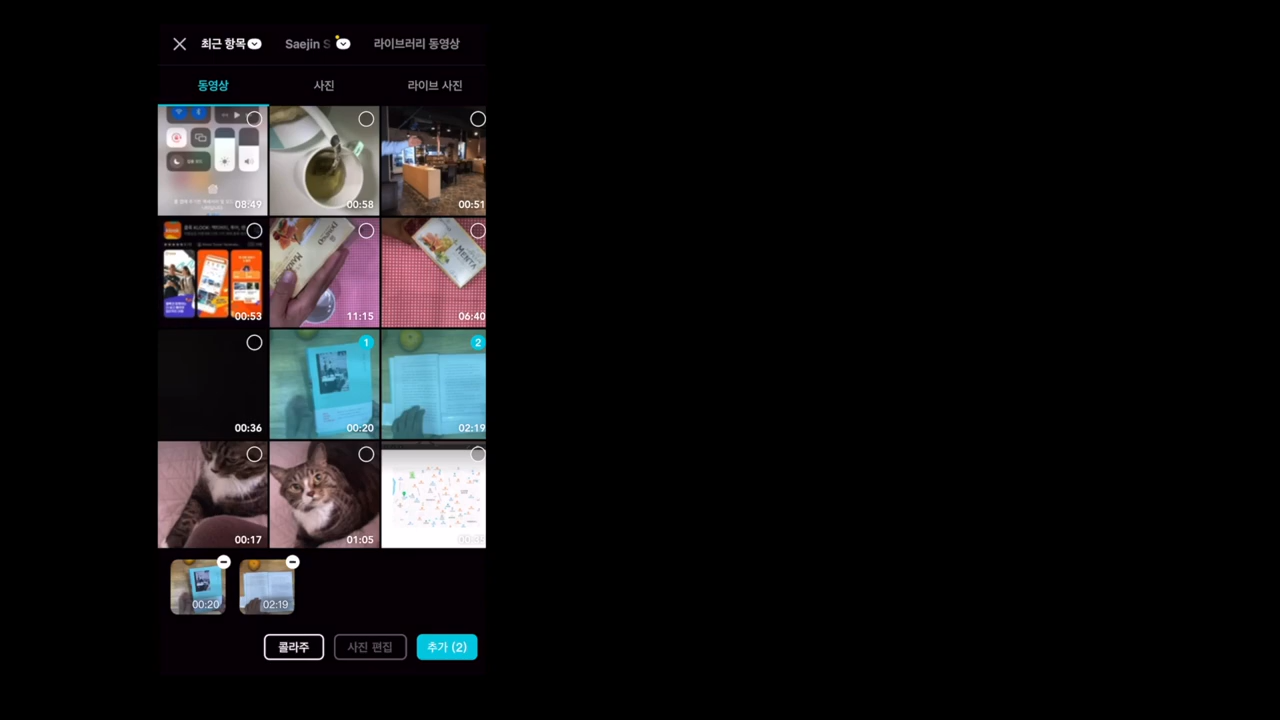 최근 항목
Saejin S
라이브러리 동영상
동영상
사진
라이브 사진
08:49
00:58
00:51
00:53
11:15
06:40
MENTA
00:36
1
00:20
2
02:19
00:17
01:05
00:20
02:19
콜라주
사진 편집
추가 (2)